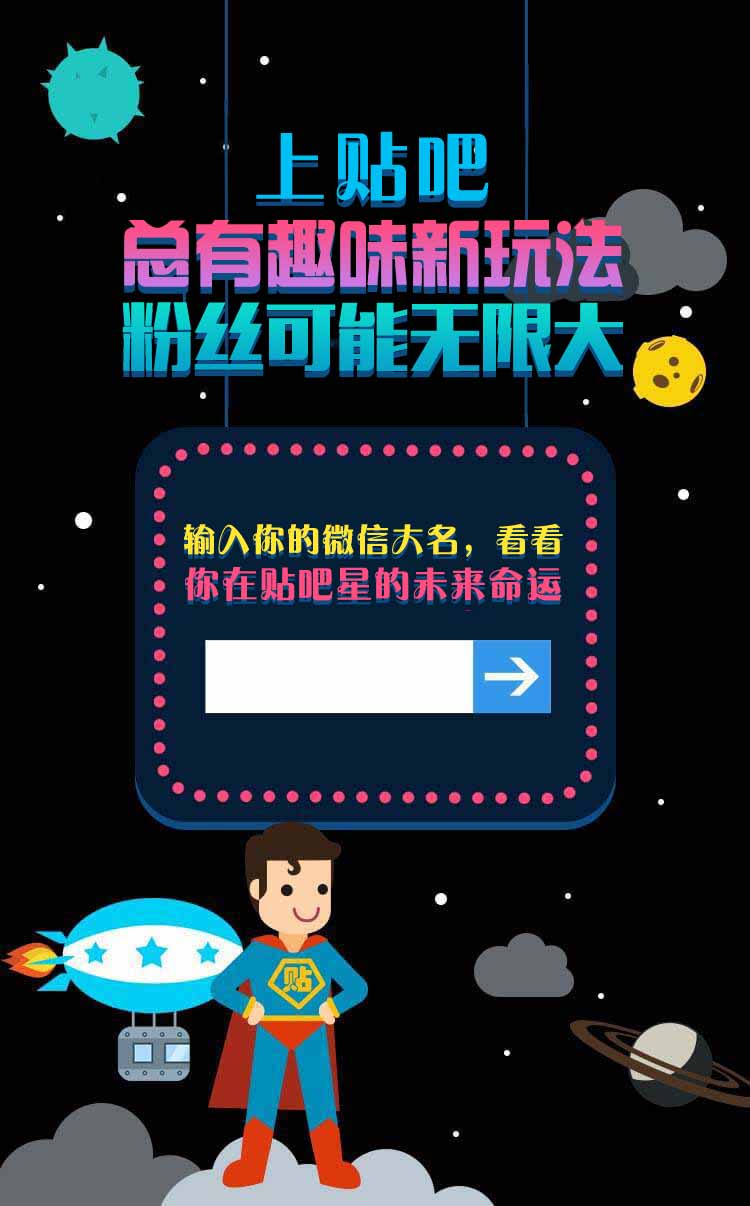 上贴吧
总有趣味新玩法
粉丝可能无限大
输入你的微信大名，看看
你在贴吧星的未来命运
贴